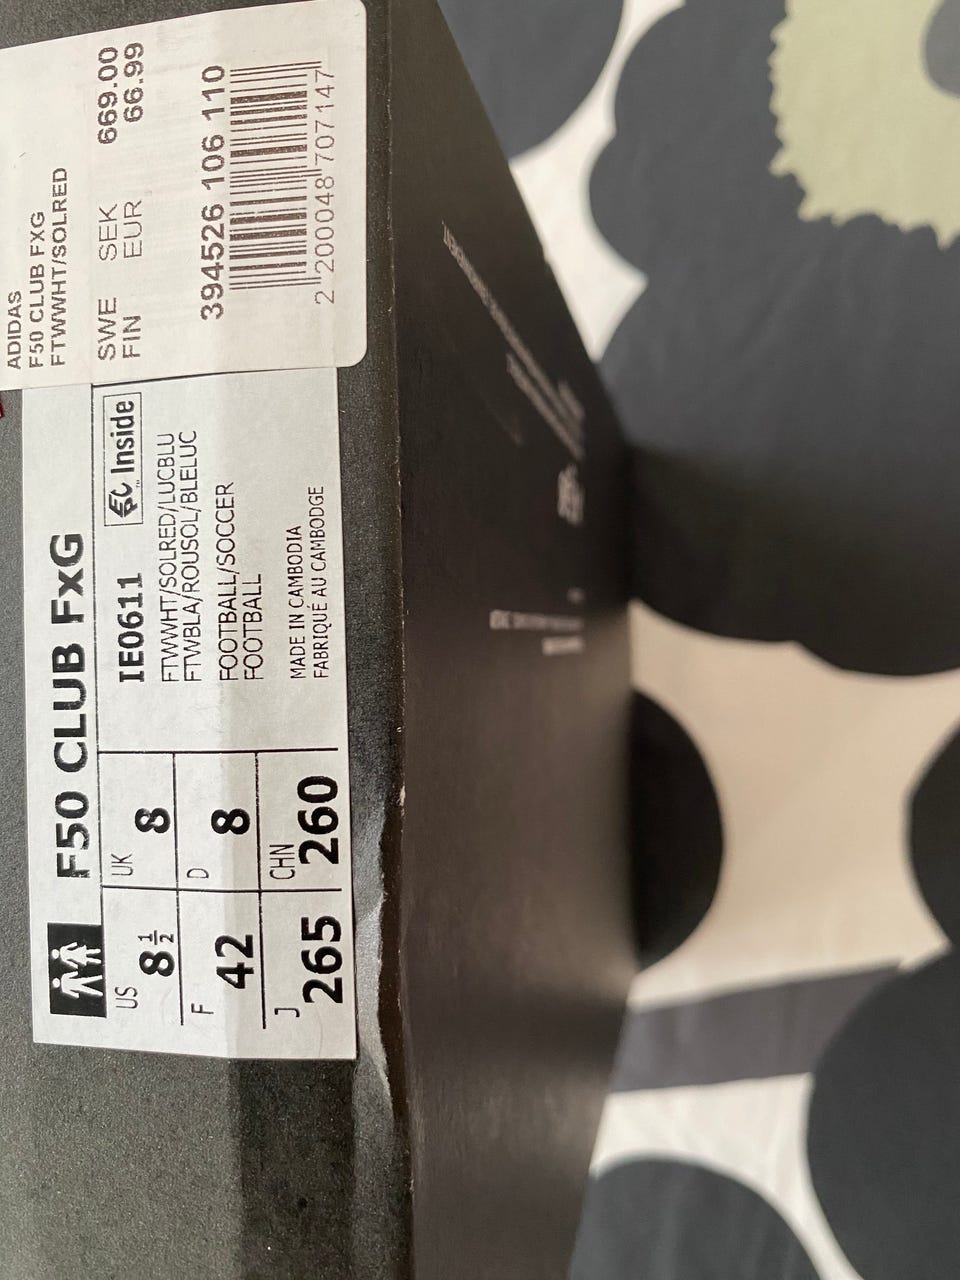 ADIDAS
F50 CLUB FXG
FTWWHT/SOLRED
SWE SEK 669.00
FIN EUR 66.99
394526 106 110
2 200048 707147
F50 CLUB FxG
US 8½
UK 8
F 42
D 8
J 265
CHN 260
IE0611
Inside
FTWWHT/SOLRED/LUCBLU
FTWBLA/ROUSOL/BLELUC
FOOTBALL/SOCCER
FOOTBALL
MADE IN CAMBODIA
FABRIQUÉ AU CAMBODGE